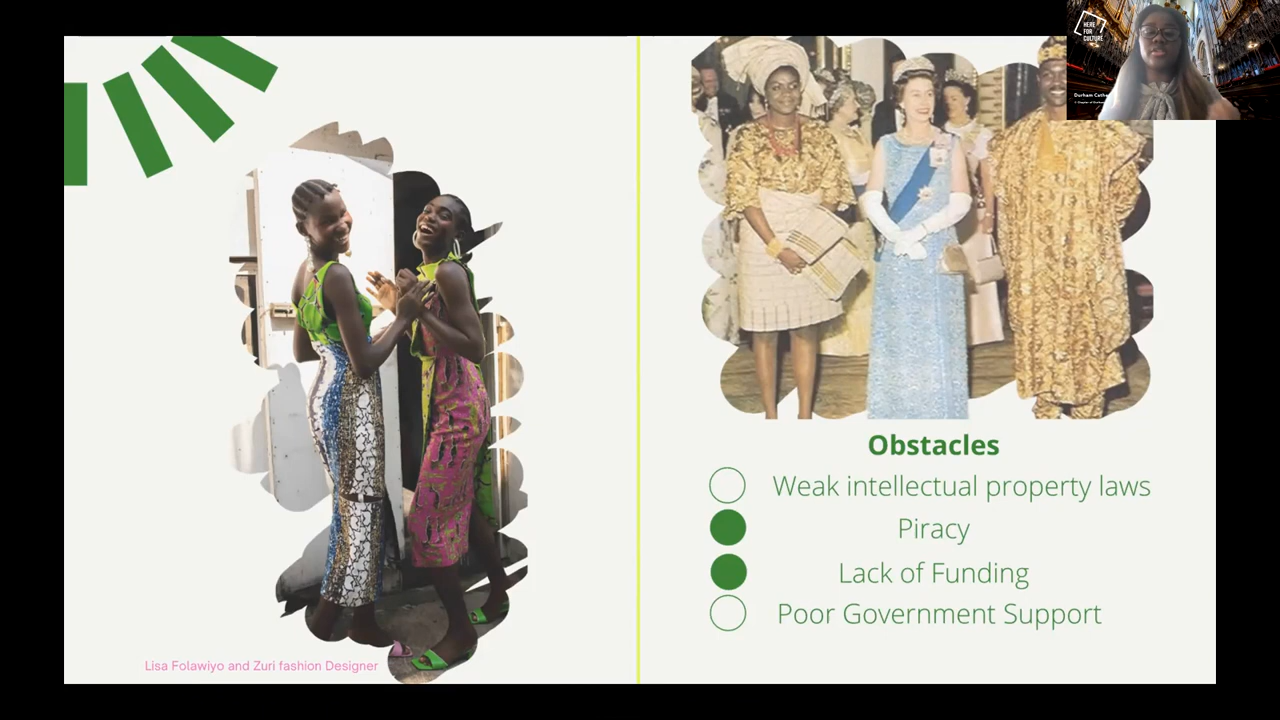 HERE
FOR
CULTURE
Durham Cathe
Obstacles
Weak intellectual property laws
Piracy
Lack of Funding
Poor Government Support
Lisa Folawiyo and Zuri fashion Designer